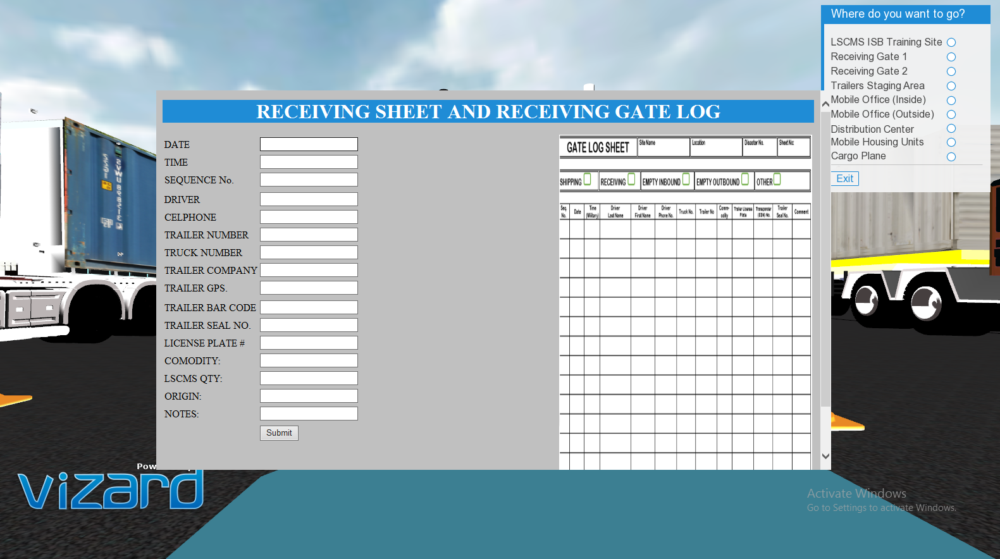 Where do you want to go?
LSCMS ISB Training Site
Receiving Gate 1
Receiving Gate 2
Trailers Staging Area
Mobile Office (Inside)
Mobile Office (Outside)
Distribution Center
Mobile Housing Units
Cargo Plane
Exit
RECEIVING SHEET AND RECEIVING GATE LOG
DATE
TIME
SEQUENCE No.
DRIVER
CELPHONE
TRAILER NUMBER
TRUCK NUMBER
TRAILER COMPANY
TRAILER GPS.
TRAILER BAR CODE
TRAILER SEAL NO.
LICENSE PLATE #
COMODITY:
LSCMS QTY:
ORIGIN:
NOTES:
Submit
GATE LOG SHEET Site Name Location Disaster No. Sheet No:
SHIPPING RECEIVING EMPTY INBOUND EMPTY OUTBOUND OTHER
Seq. No. Date Time (Military) Driver Last Name Driver First Name Driver Phone No. Truck No. Trailer No Comm-odity Trailer License Plate Transponder (EDN) No. Trailer Seal No. Comment
vizard
Activate Windows
Go to Settings to activate Windows.